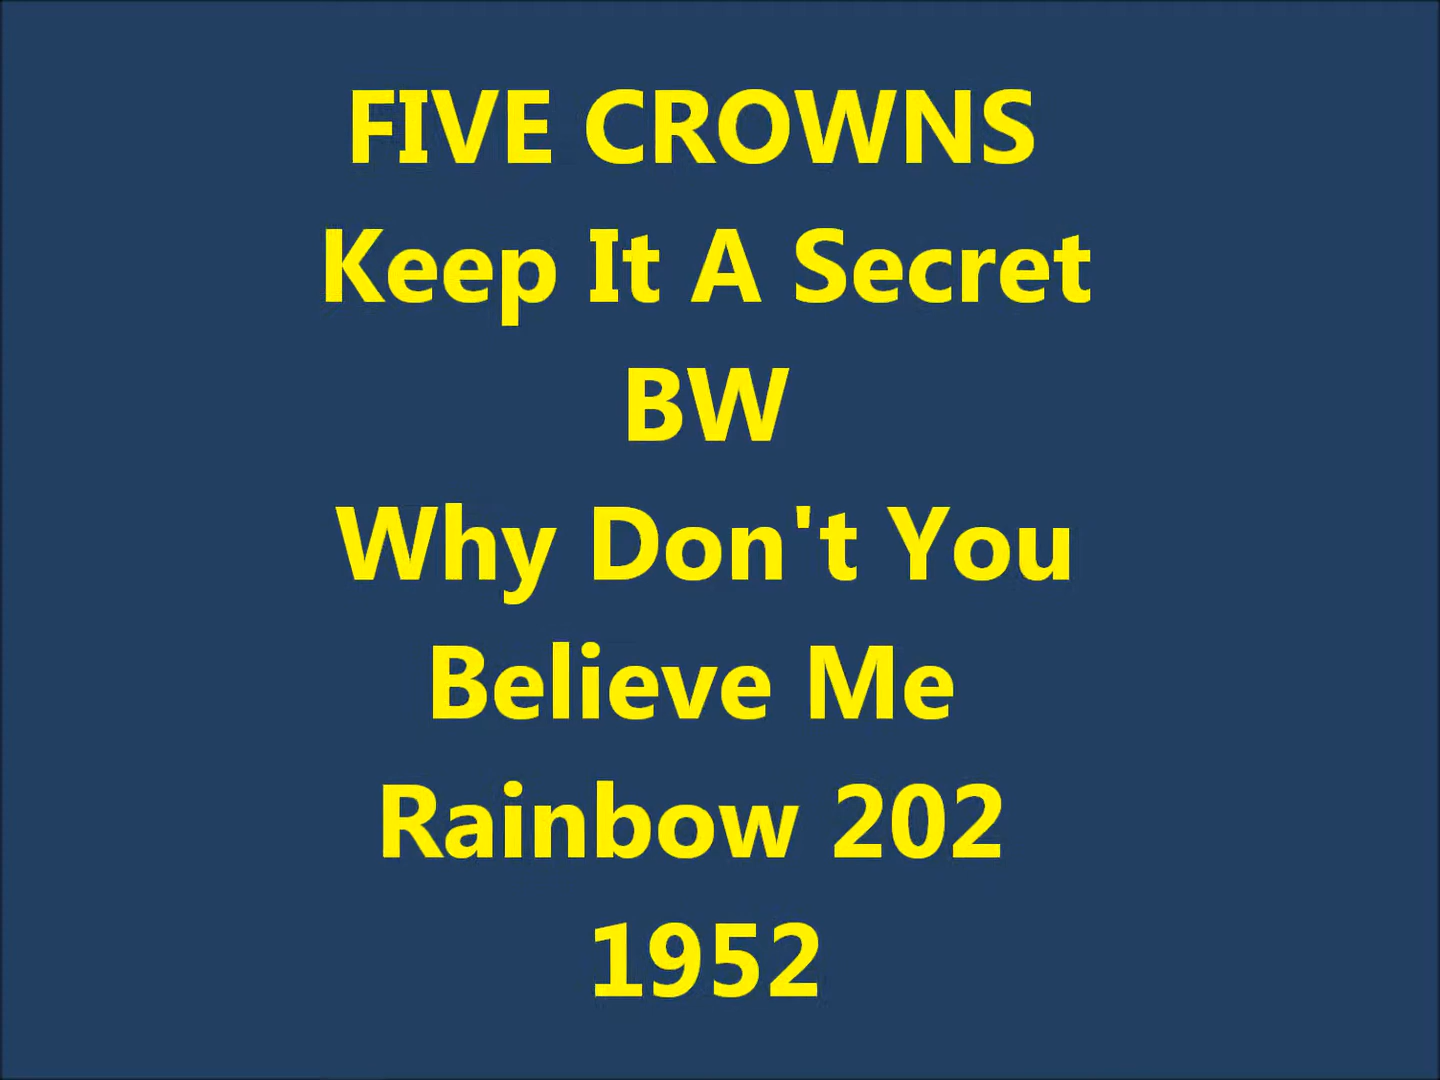 FIVE CROWNS
Keep It A Secret
BW
Why Don't You
Believe Me
Rainbow 202
1952